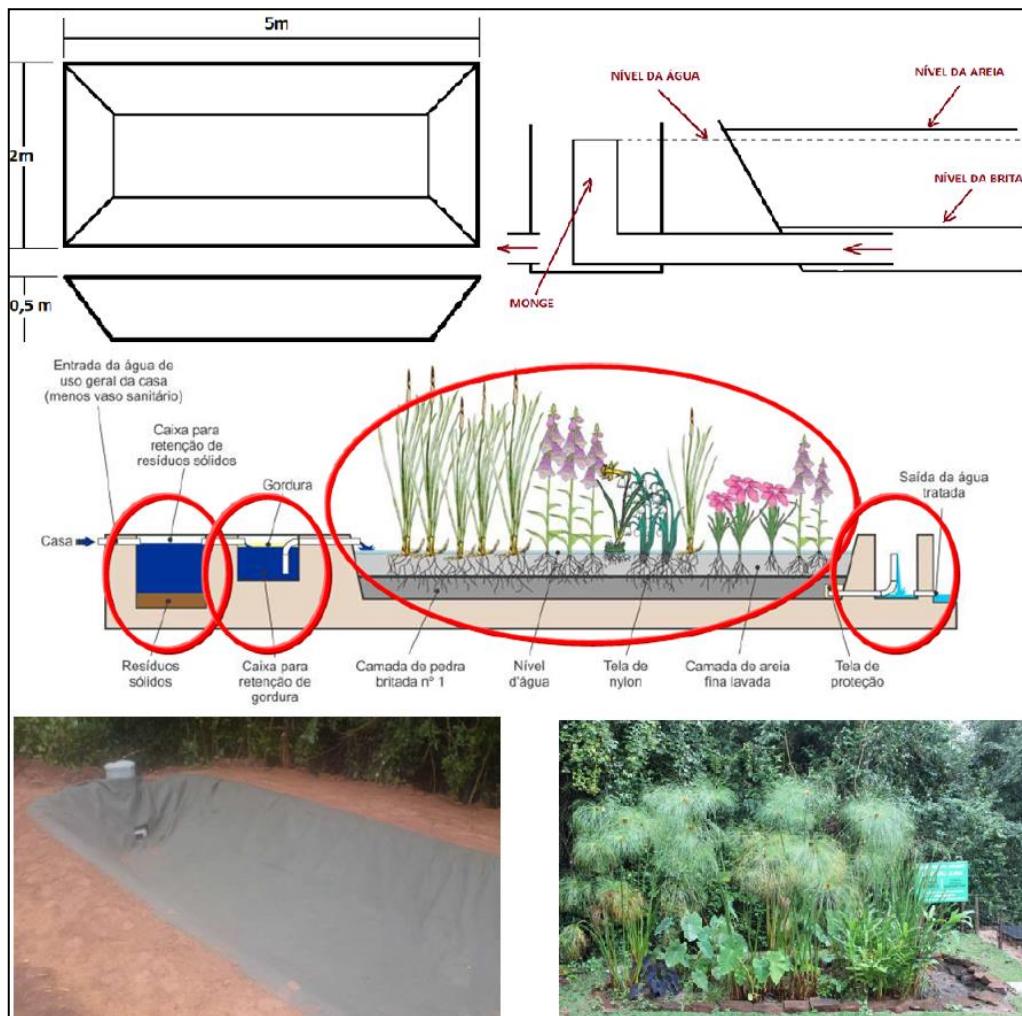 5m
2m
0,5 m
NÍVEL DA ÁGUA
NÍVEL DA AREIA
NÍVEL DA BRITA
MONGE
Entrada da água de
uso geral da casa
(menos vaso sanitário)
Caixa para
retenção de
resíduos sólidos
Gordura
Saída da água
tratada
Casa
Resíduos
sólidos
Caixa para
retenção de
gordura
Camada de pedra
britada nº 1
Nível
d'água
Tela de
nylon
Camada de areia
fina lavada
Tela de
proteção